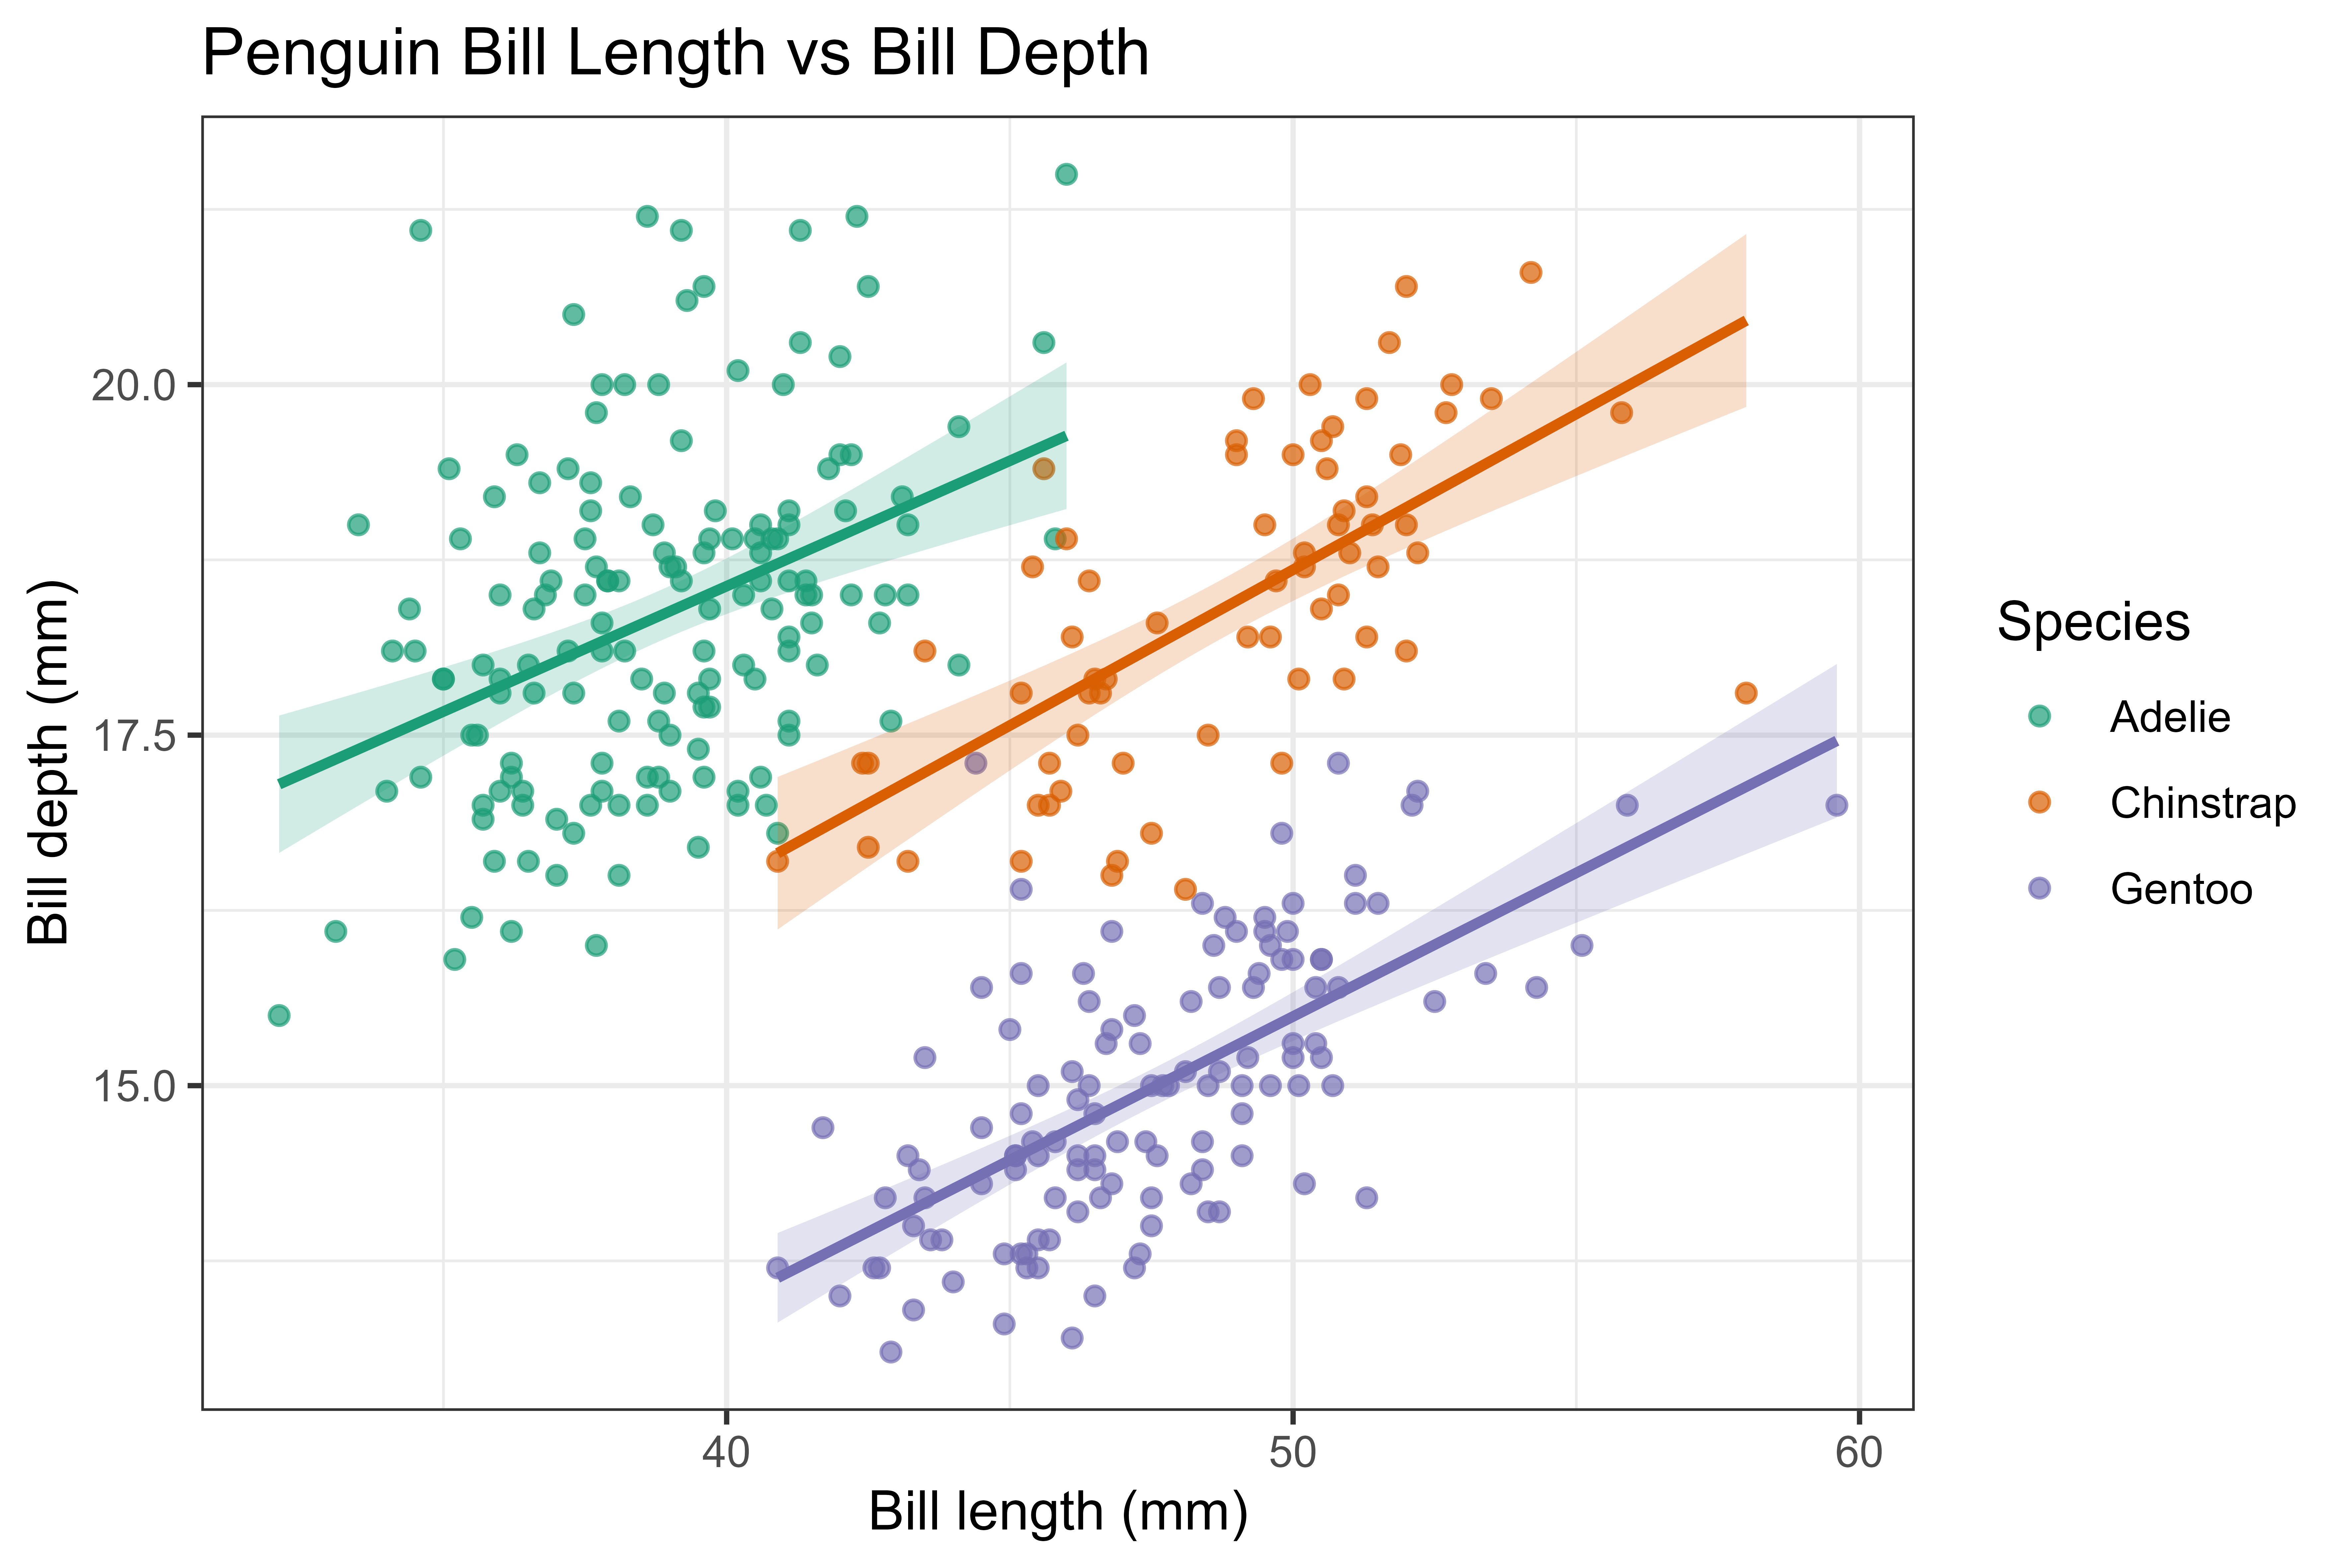 Penguin Bill Length vs Bill Depth
Bill depth (mm)
20.0
17.5
15.0
40 50 60
Bill length (mm)
Species
Adelie
Chinstrap
Gentoo